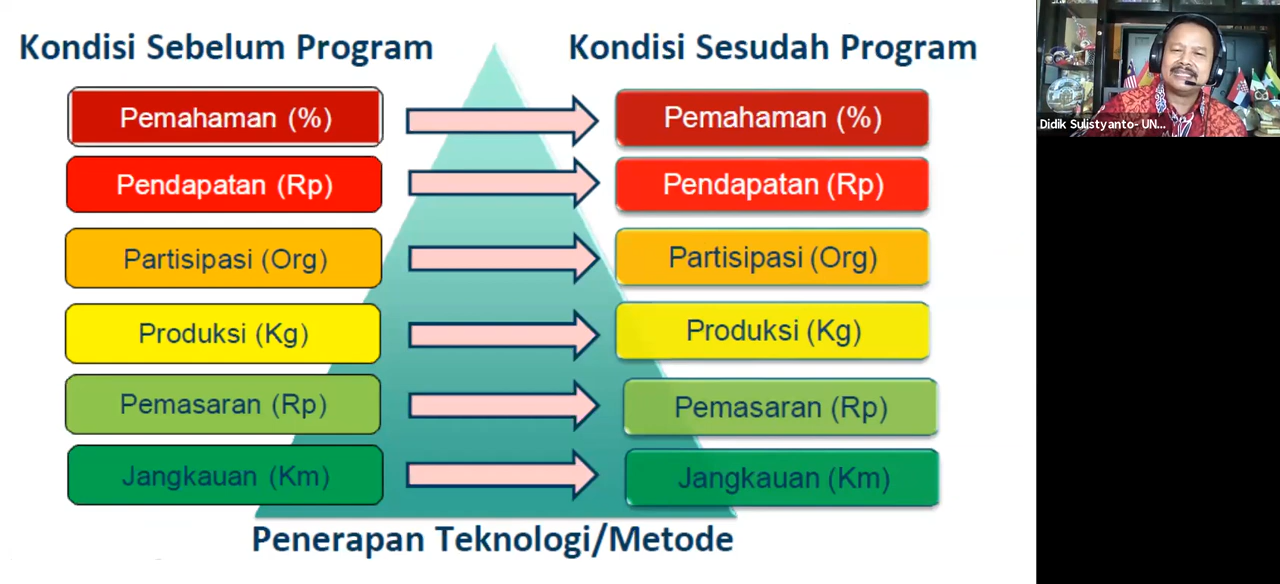 Kondisi Sebelum Program
Kondisi Sesudah Program
Pemahaman (%)
Pemahaman (%)
Pendapatan (Rp)
Pendapatan (Rp)
Partisipasi (Org)
Partisipasi (Org)
Produksi (Kg)
Produksi (Kg)
Pemasaran (Rp)
Pemasaran (Rp)
Jangkauan (Km)
Jangkauan (Km)
Penerapan Teknologi/Metode
Didik Sulistyanto- UN...